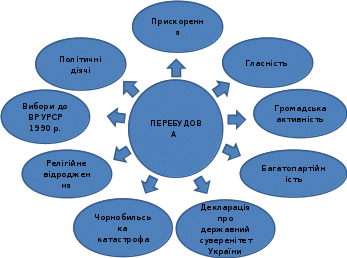 Прискоренн
я
Гласність
Громадська
активність
Багатопартійн
ість
Декларація
про
державний
суверенітет
України
Чорнобильсь
ка
катастрофа
Релігійне
відроджен
ня
Вибори до
ВР УРСР
1990 р.
Політичні
діячі
ПЕРЕБУДОВ
А